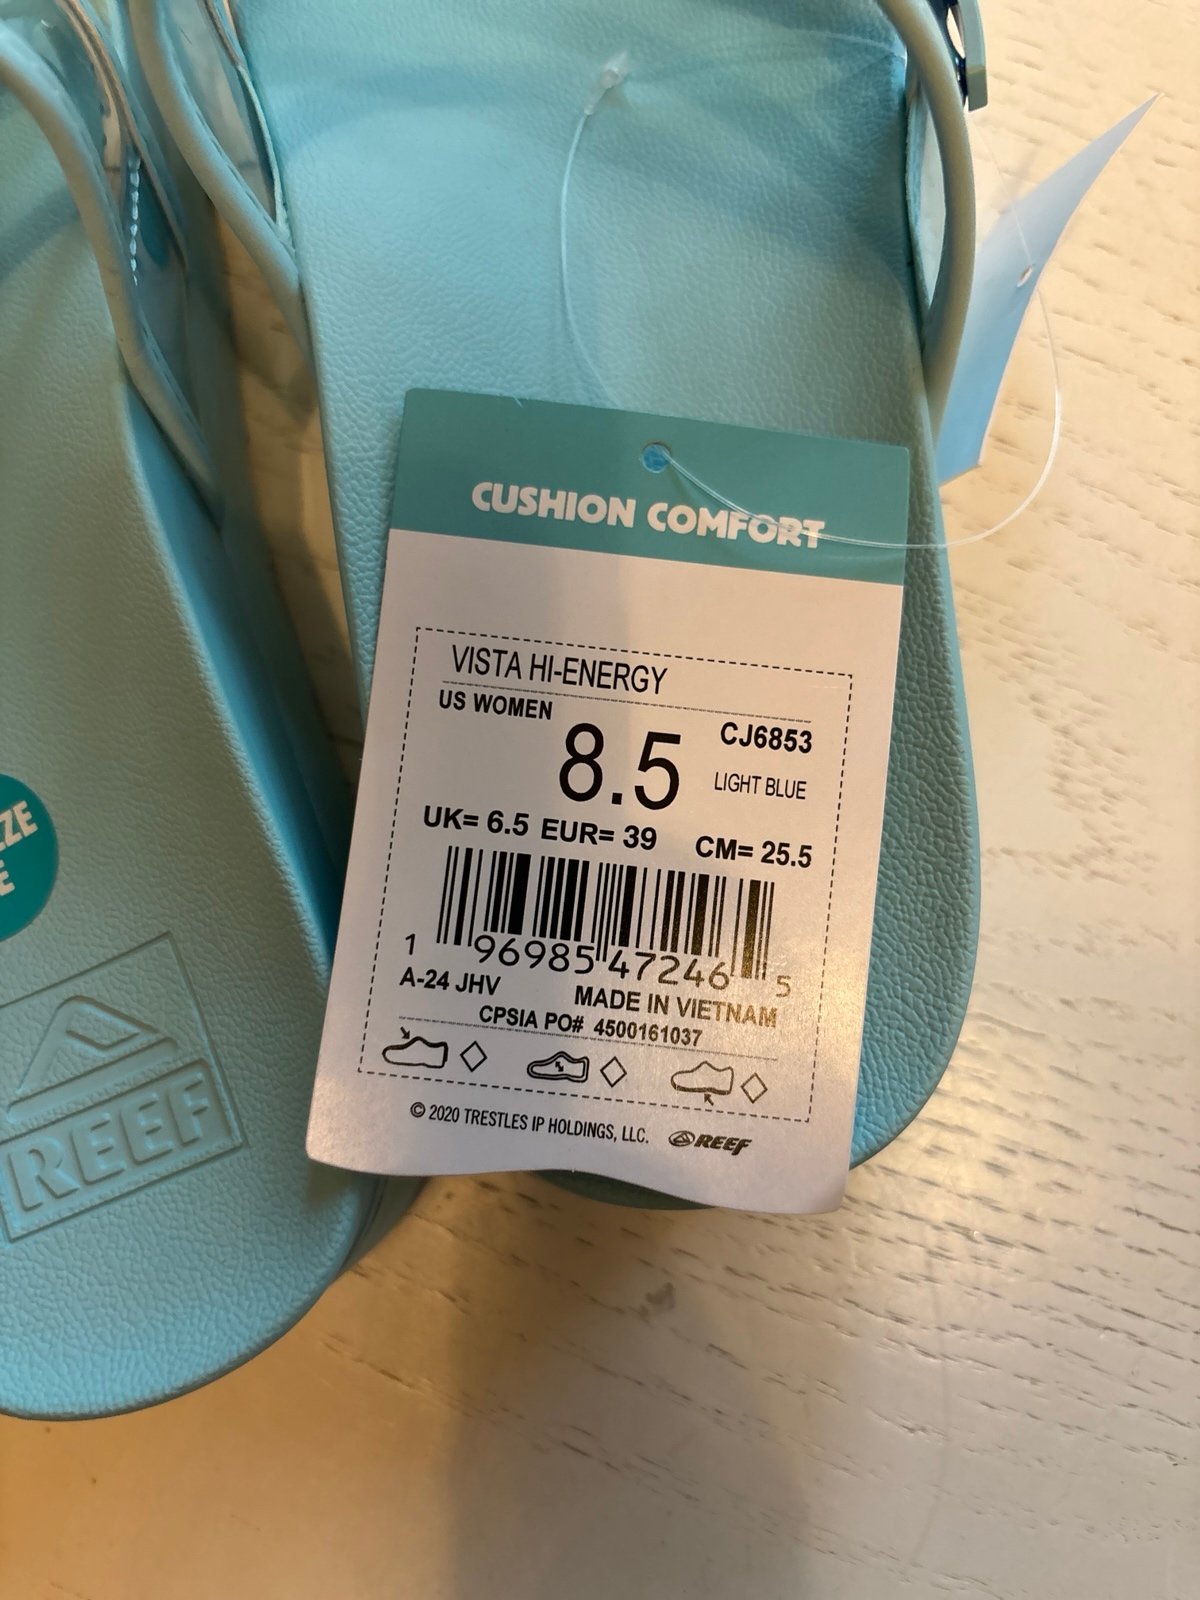 CUSHION COMFORT
VISTA HI-ENERGY
US WOMEN
8.5
CJ6853
LIGHT BLUE
UK= 6.5 EUR= 39 CM= 25.5
1 96985 47246 5
A-24 JHV MADE IN VIETNAM
CPSIA PO# 4500161037
© 2020 TRESTLES IP HOLDINGS, LLC. REEF
REEF